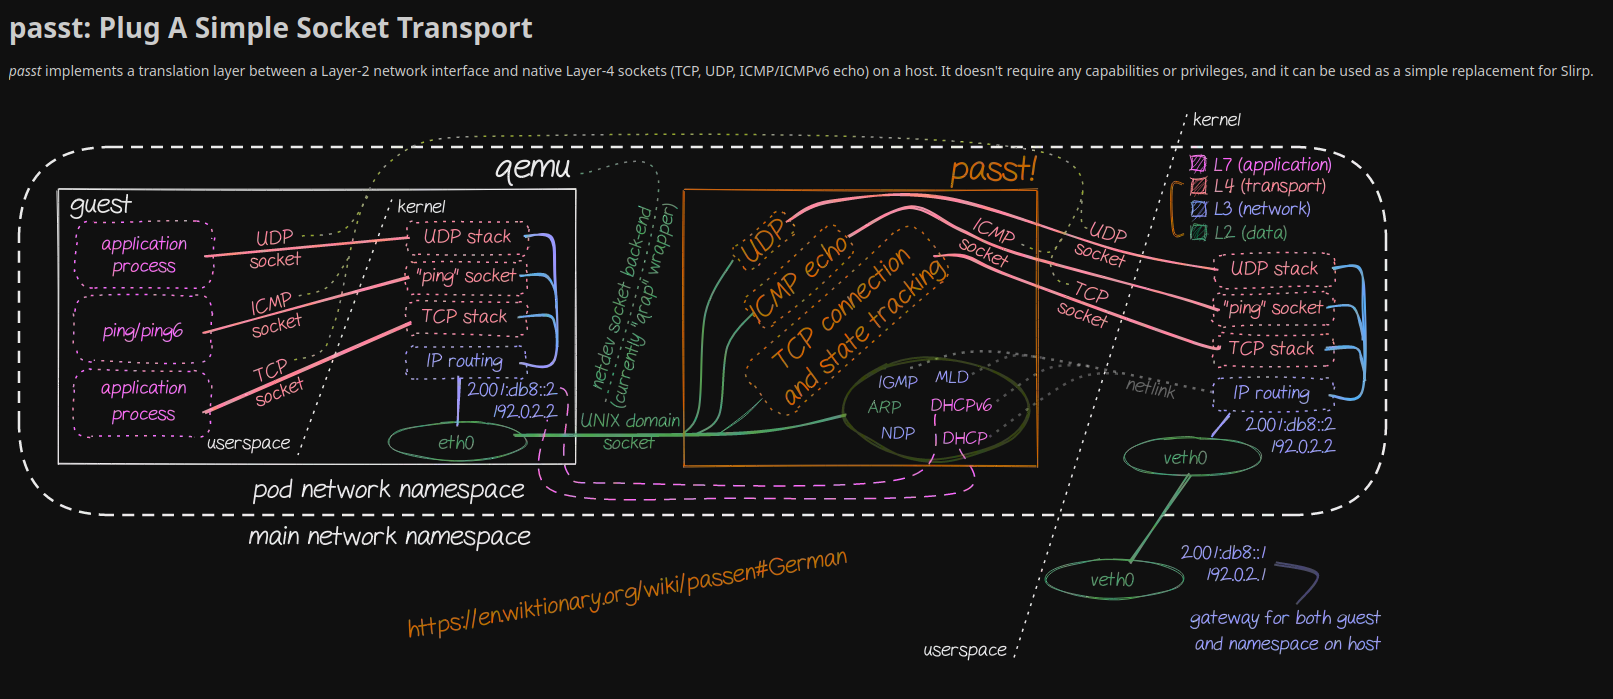 passt: Plug A Simple Socket Transport
passt implements a translation layer between a Layer-2 network interface and native Layer-4 sockets (TCP, UDP, ICMP/ICMPv6 echo) on a host. It doesn't require any capabilities or privileges, and it can be used as a simple replacement for Slirp.
kernel
qemu
passt!
L7 (application)
L4 (transport)
L3 (network)
L2 (data)
guest
kernel
application
process
UDP
socket
UDP stack
ping/ping6
ICMP
socket
"ping" socket
TCP stack
application
process
TCP
socket
IP routing
2001:db8::2
192.0.2.2
userspace
eth0
netdev socket back-end
(currently "qrap" wrapper)
UNIX domain
socket
UDP
ICMP echo
TCP connection
and state tracking
IGMP
MLD
ARP
DHCPv6
NDP
DHCP
ICMP
socket
UDP
socket
TCP
socket
netlink
UDP stack
"ping" socket
TCP stack
IP routing
2001:db8::2
192.0.2.2
veth0
pod network namespace
main network namespace
https://en.wiktionary.org/wiki/passen#German
veth0
2001:db8::1
192.0.2.1
gateway for both guest
and namespace on host
userspace